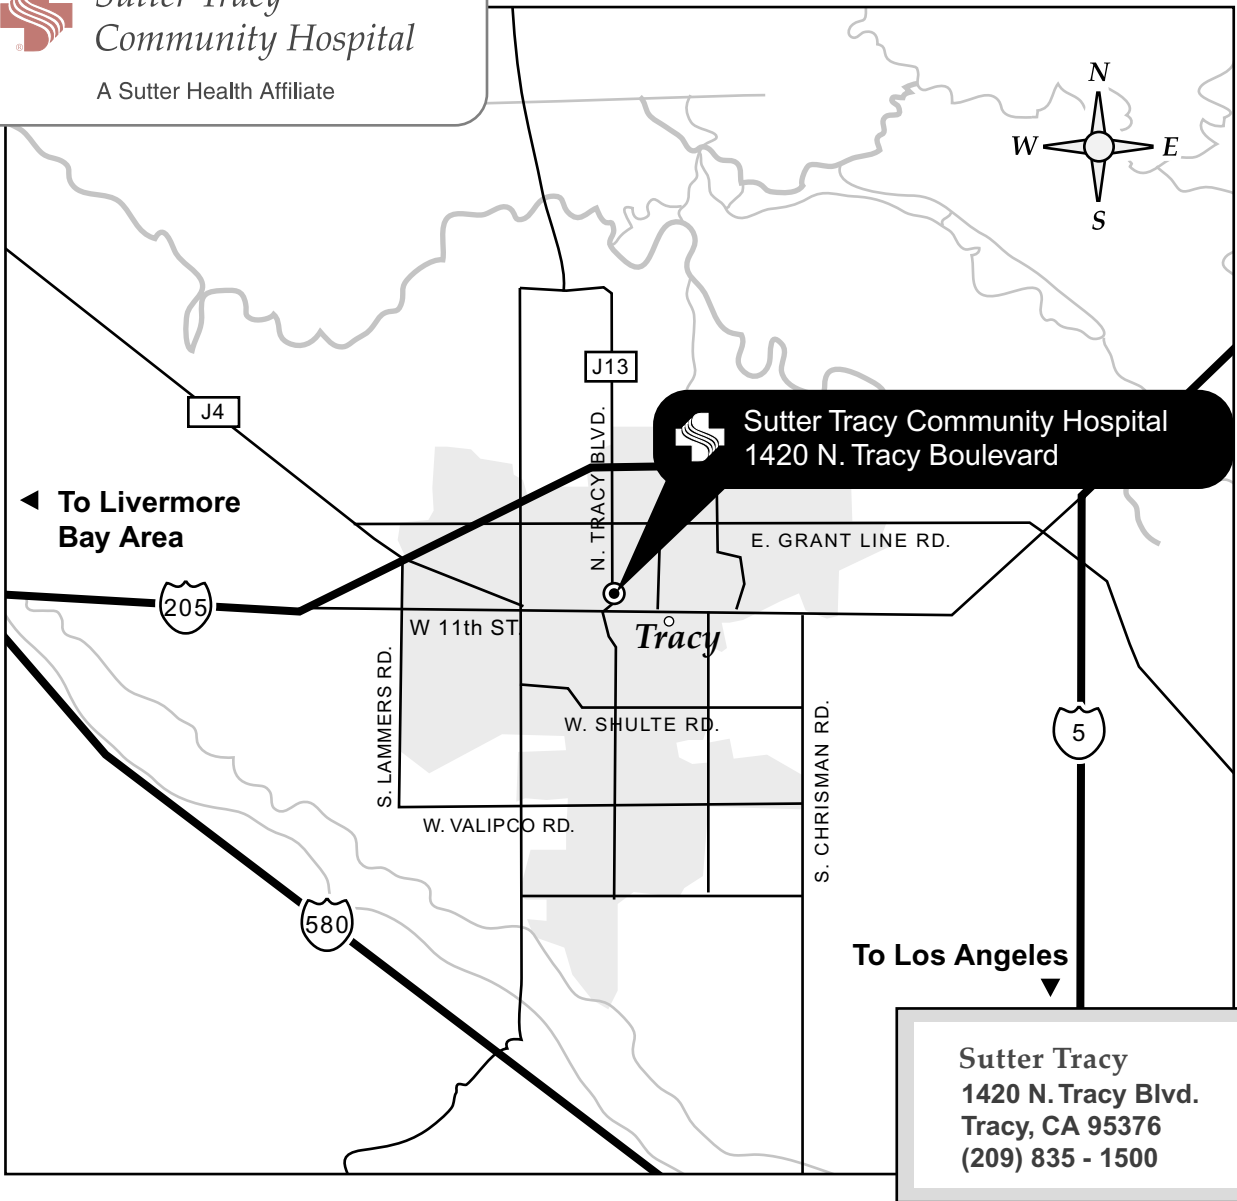 Sutter Tracy
Community Hospital
®
A Sutter Health Affiliate
N
W E
S
J13
J4
N. TRACY BLVD.
Sutter Tracy Community Hospital
1420 N. Tracy Boulevard
To Livermore
Bay Area
E. GRANT LINE RD.
205
W 11th ST.
Tracy
S. LAMMERS RD.
W. SHULTE RD.
S. CHRISMAN RD.
5
W. VALIPCO RD.
580
To Los Angeles
Sutter Tracy
1420 N. Tracy Blvd.
Tracy, CA 95376
(209) 835 - 1500